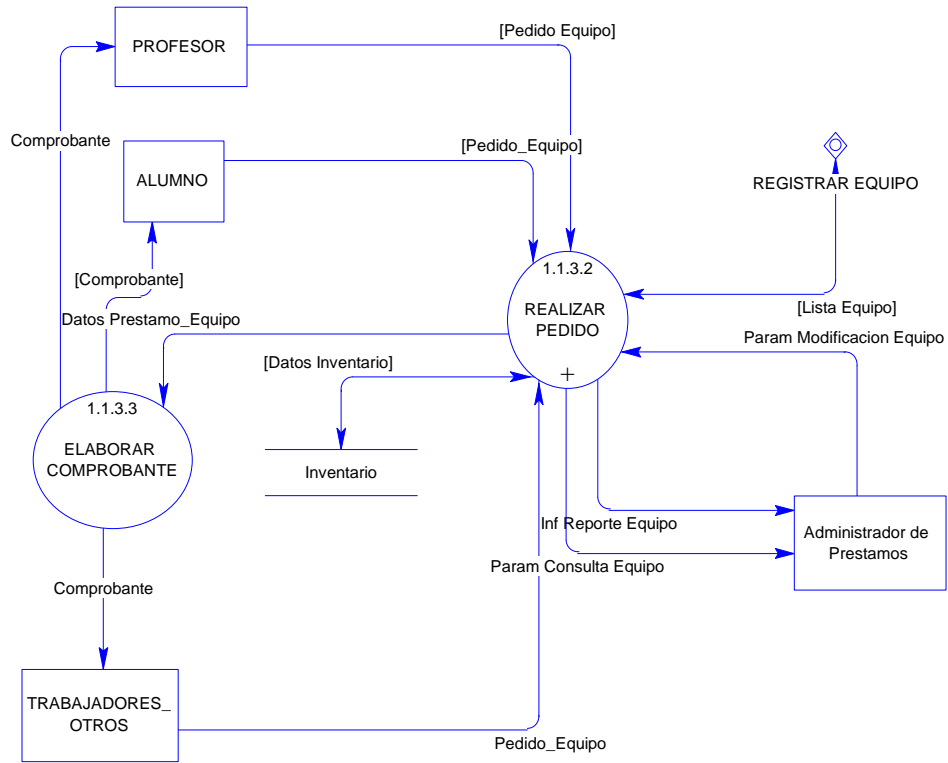 [Pedido Equipo]
PROFESOR
Comprobante
[Pedido_Equipo]
ALUMNO
REGISTRAR EQUIPO
1.1.3.2
[Comprobante]
REALIZAR
PEDIDO
[Lista Equipo]
Datos Prestamo_Equipo
Param Modificacion Equipo
[Datos Inventario]
1.1.3.3
ELABORAR
COMPROBANTE
Inventario
Inf Reporte Equipo
Administrador de
Prestamos
Param Consulta Equipo
Comprobante
TRABAJADORES_
OTROS
Pedido_Equipo